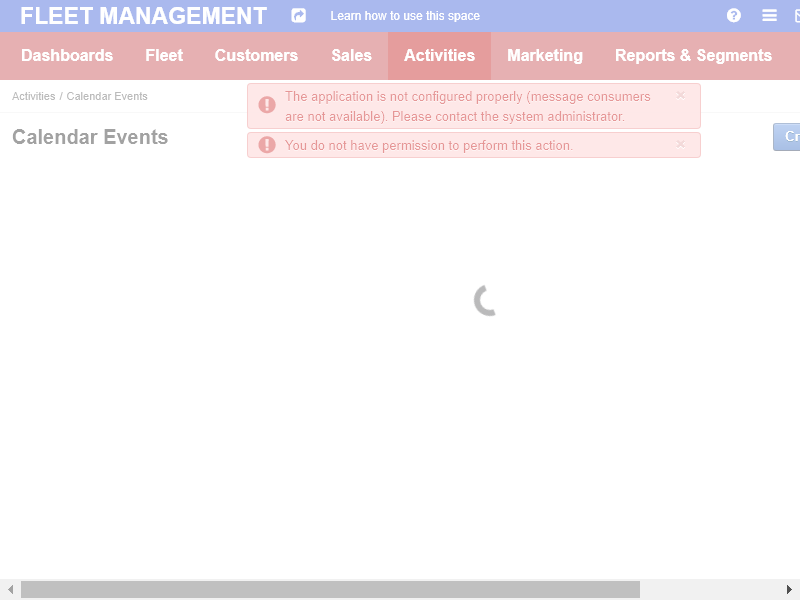 FLEET MANAGEMENT
Learn how to use this space
Dashboards
Fleet
Customers
Sales
Activities
Marketing
Reports & Segments
Activities / Calendar Events
The application is not configured properly (message consumers
are not available). Please contact the system administrator.
×
You do not have permission to perform this action.
×
Calendar Events
Cr